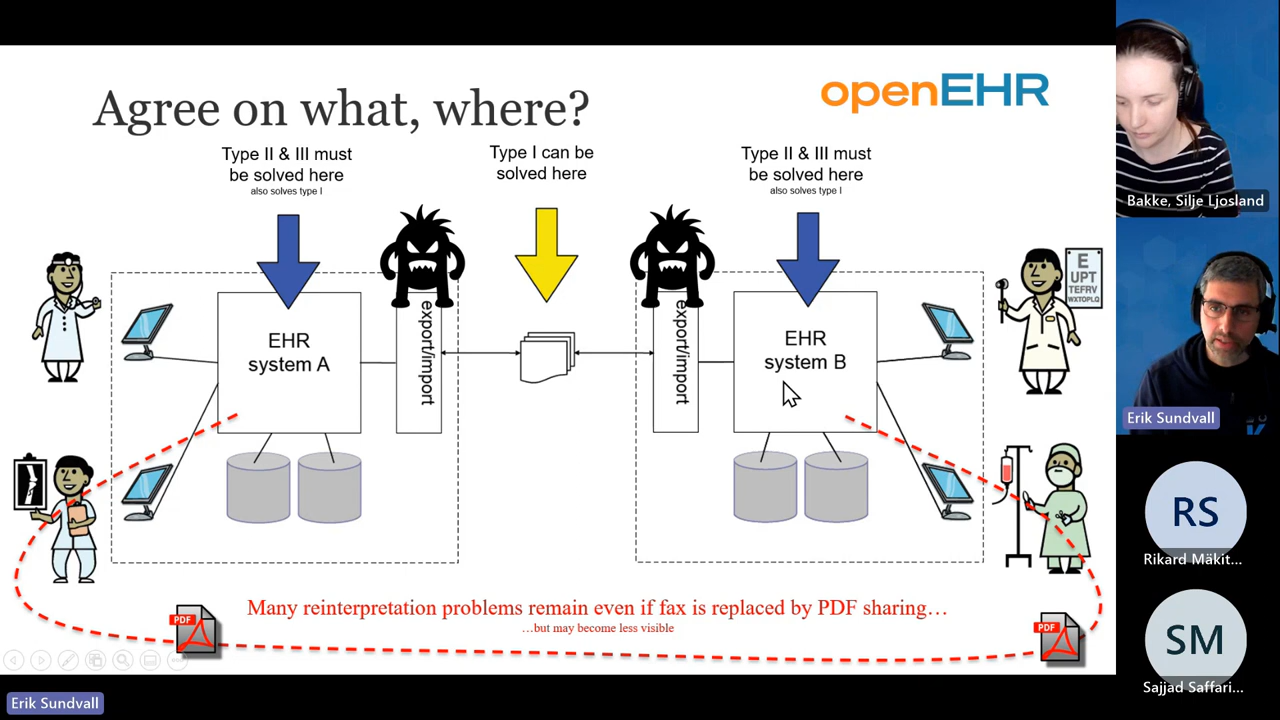 Agree on what, where?
openEHR
Type II & III must
be solved here
also solves type I
Type I can be
solved here
Type II & III must
be solved here
also solves type I
EHR
system A
export/import
export/import
EHR
system B
E
UPT
TEFRV
WXTOPLQ
Many reinterpretation problems remain even if fax is replaced by PDF sharing…
…but may become less visible
PDF
PDF
Erik Sundvall
Bakke, Silje Ljosland
Erik Sundvall
RS
Rikard Mäkit...
SM
Sajjad Saffari...